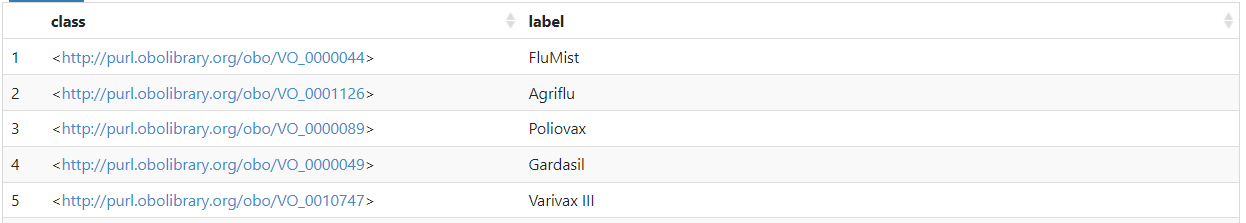 class label
1 <http://purl.obolibrary.org/obo/VO_0000044> FluMist
2 <http://purl.obolibrary.org/obo/VO_0001126> Agriflu
3 <http://purl.obolibrary.org/obo/VO_0000089> Poliovax
4 <http://purl.obolibrary.org/obo/VO_0000049> Gardasil
5 <http://purl.obolibrary.org/obo/VO_0010747> Varivax III